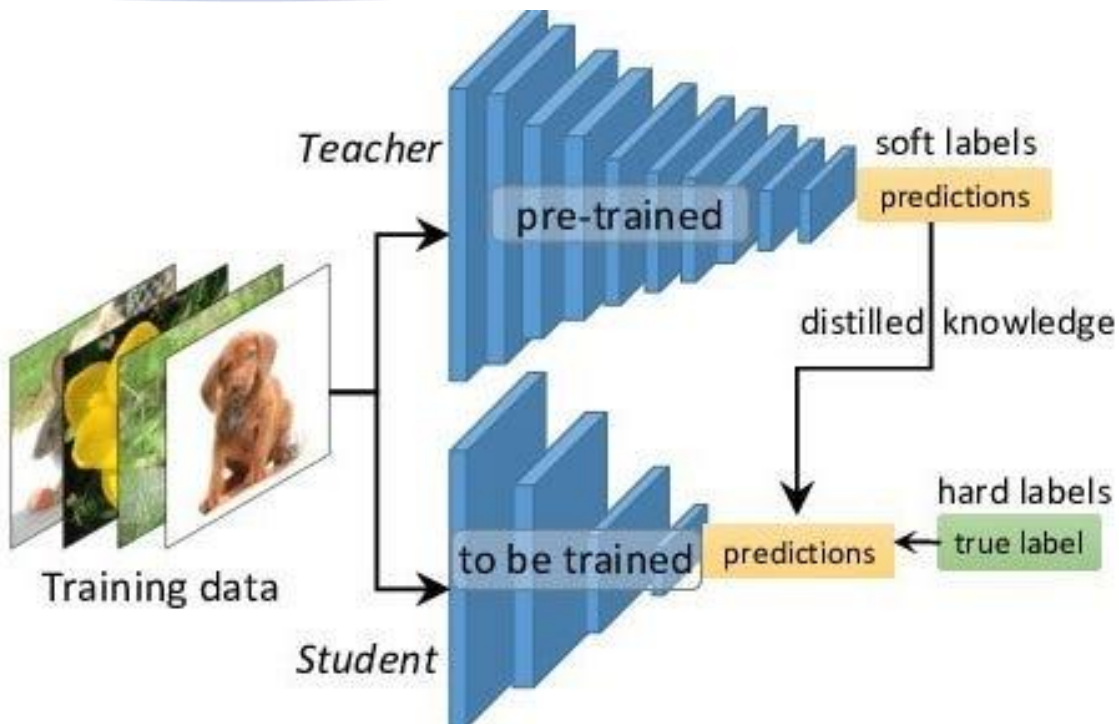 Teacher
pre-trained
soft labels
predictions
distilled knowledge
Training data
hard labels
to be trained
predictions
true label
Student